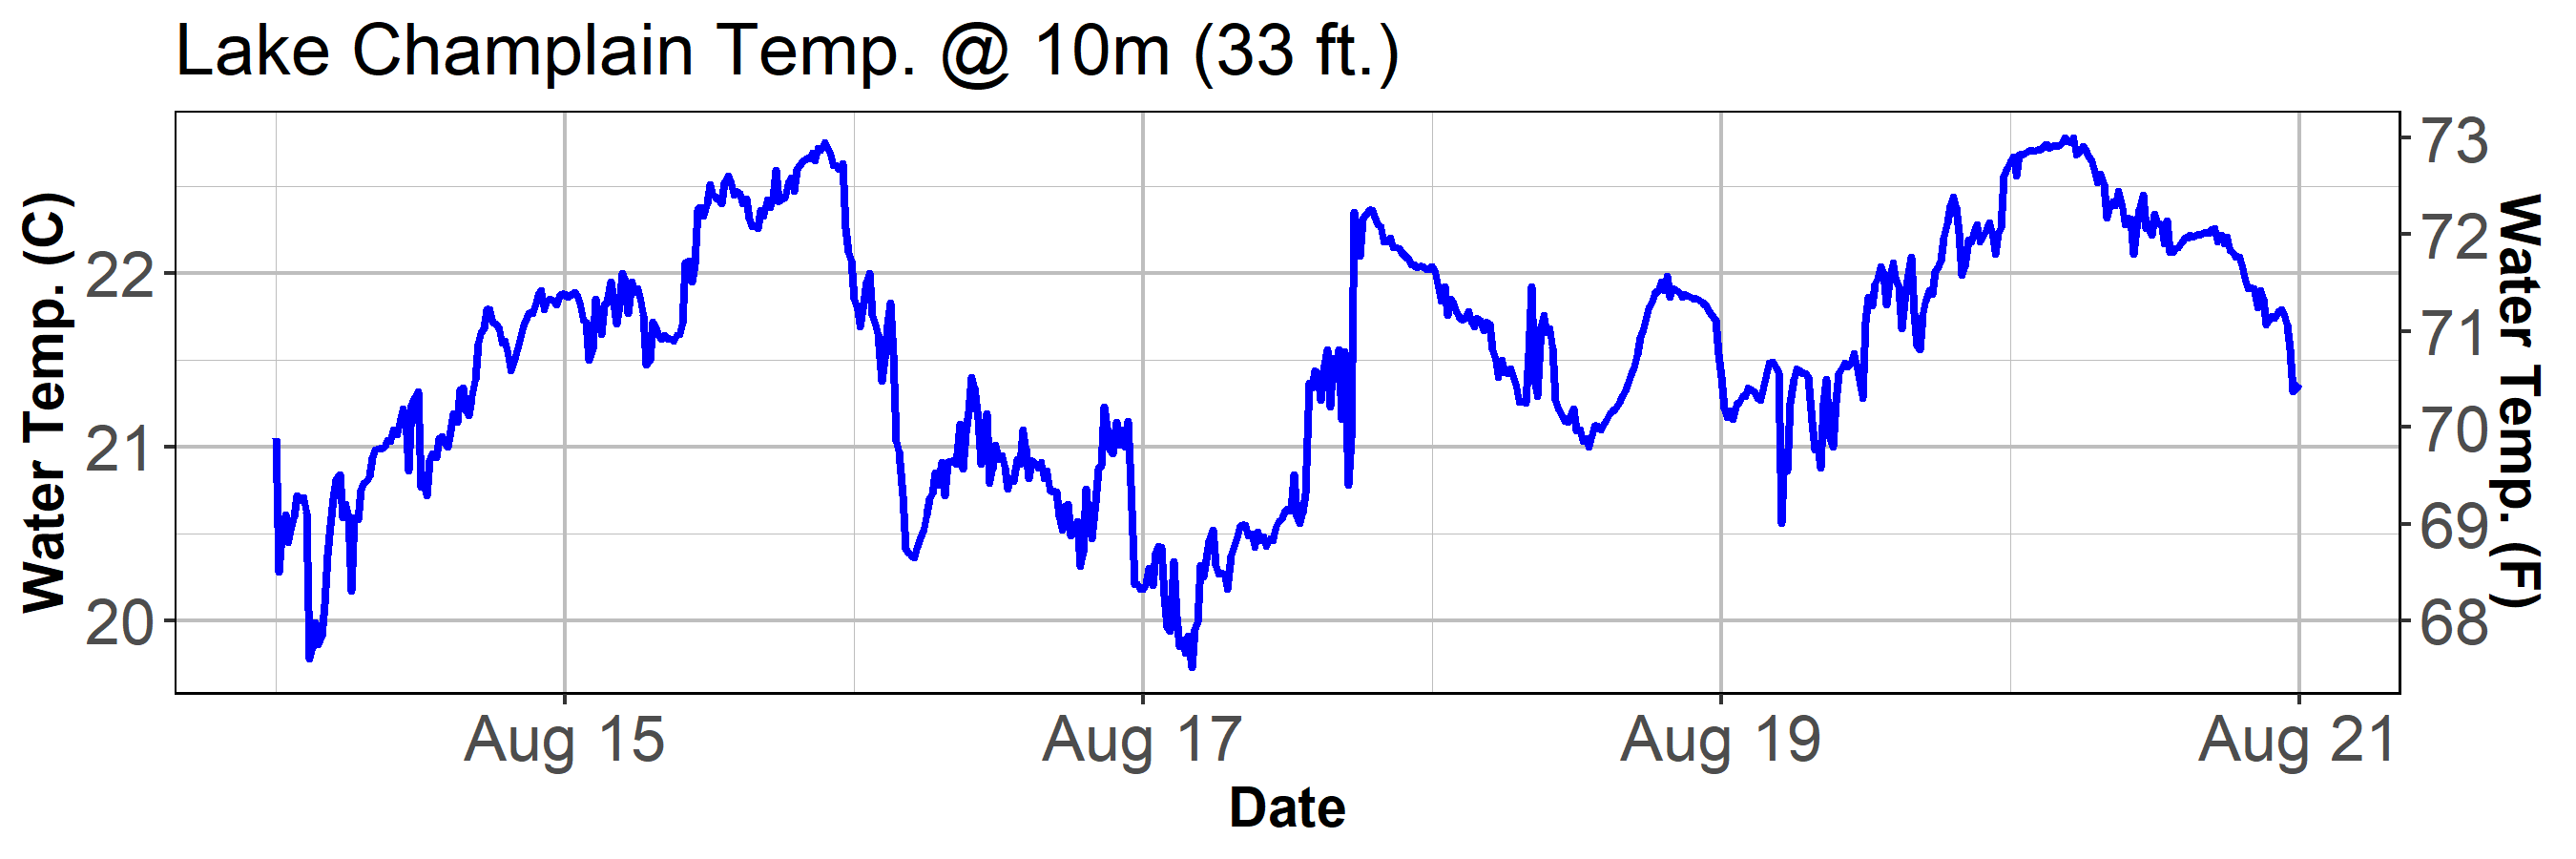 Lake Champlain Temp. @ 10m (33 ft.)
Water Temp. (C)
22
21
20
73
72
71
70
69
68
Water Temp. (F)
Aug 15
Aug 17
Aug 19
Aug 21
Date